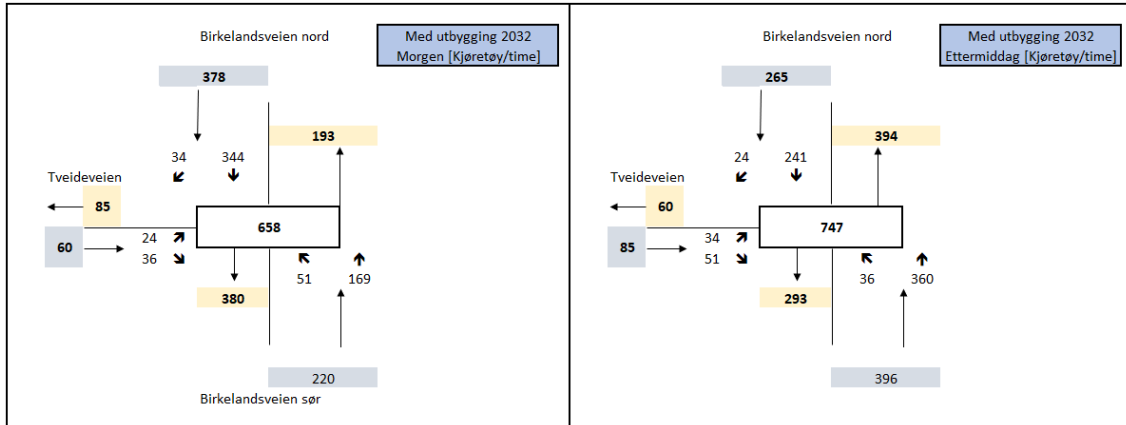 Birkelandsveien nord
Med utbygging 2032
Morgen [Kjøretøy/time]
378
193
34 344
Tveideveien
85
60
24
36
658
51 169
380
220
Birkelandsveien sør
Birkelandsveien nord
Med utbygging 2032
Ettermiddag [Kjøretøy/time]
265
394
24 241
Tveideveien
60
85
34
51
747
36 360
293
396